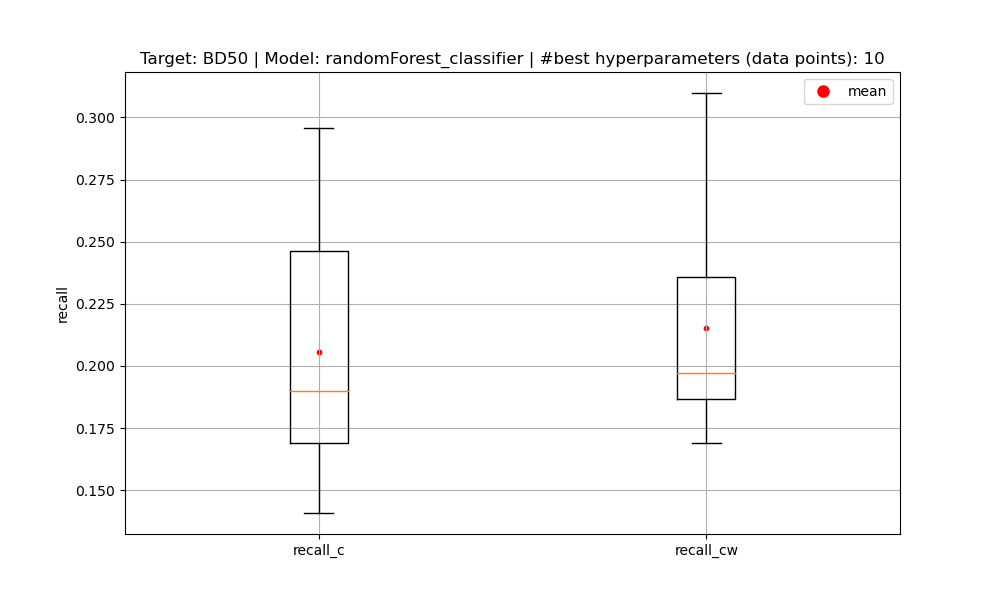 Target: BD50 | Model: randomForest_classifier | #best hyperparameters (data points): 10
mean
0.300
0.275
0.250
0.225
0.200
0.175
0.150
recall
recall_c
recall_cw